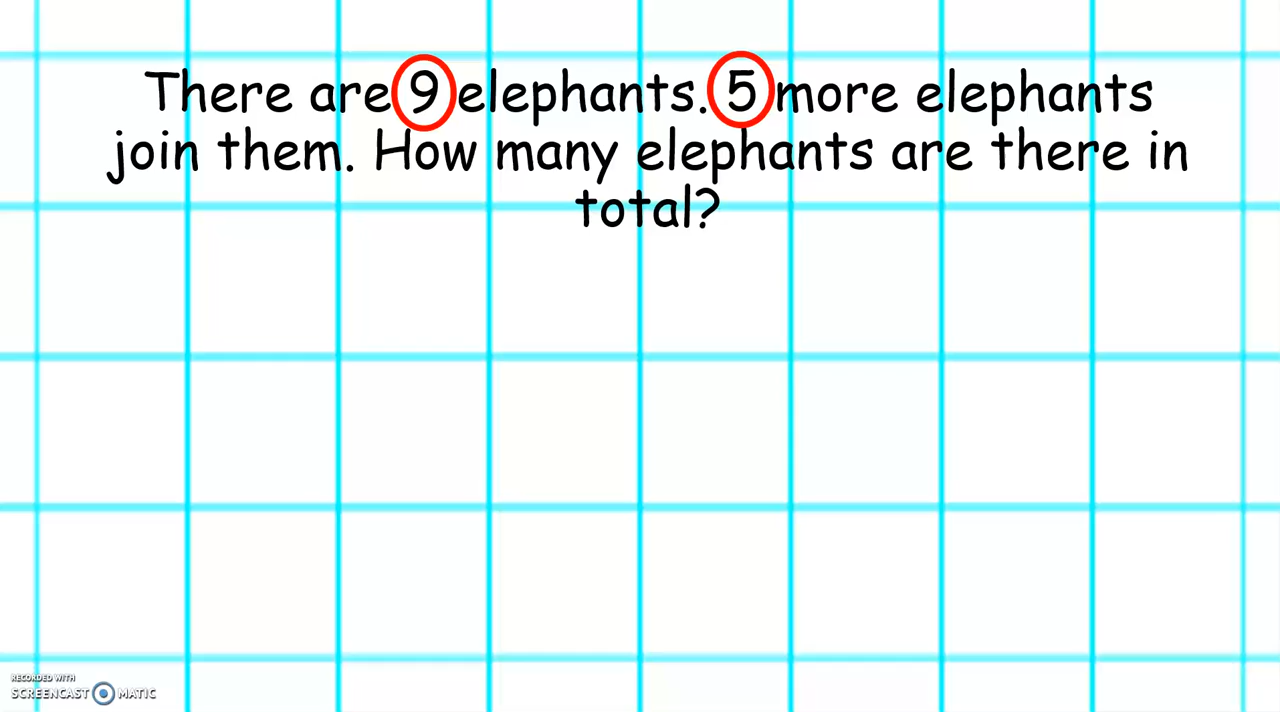 There are 9 elephants. 5 more elephants
join them. How many elephants are there in
total?
RECORDED WITH
SCREENCAST MATIC